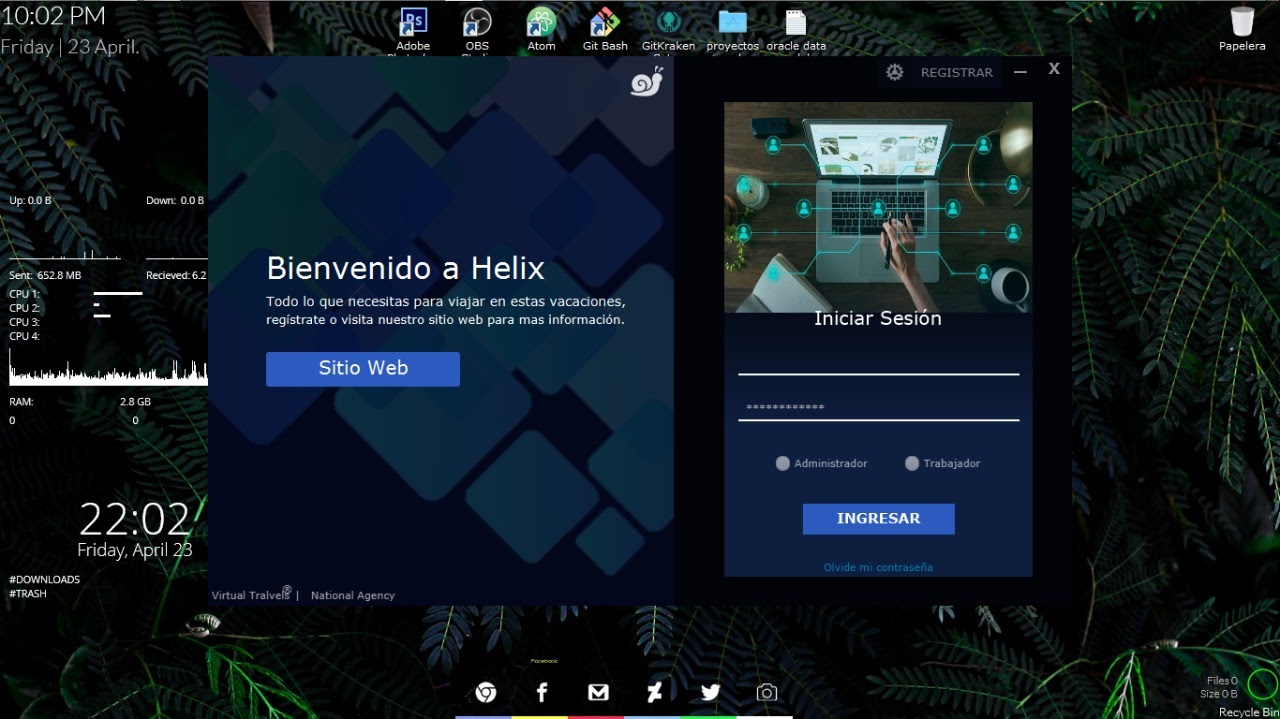 10:02 PM
Friday | 23 April.
Adobe
OBS
Atom
Git Bash
GitKraken
proyectos
oracle data
Papelera
REGISTRAR
X
Up: 0.0 B
Down: 0.0 B
Sent: 652.8 MB
Recieved: 6.2
CPU 1:
CPU 2:
CPU 3:
CPU 4:
RAM:
2.8 GB
0
0
22:02
Friday, April 23
#DOWNLOADS
#TRASH
Bienvenido a Helix
Todo lo que necesitas para viajar en estas vacaciones,
regístrate o visita nuestro sitio web para mas información.
Sitio Web
Virtual Tralvels ® | National Agency
Iniciar Sesión
************
Administrador
Trabajador
INGRESAR
Olvide mi contraseña
Facebook
Files 0
Size 0 B
Recycle Bin